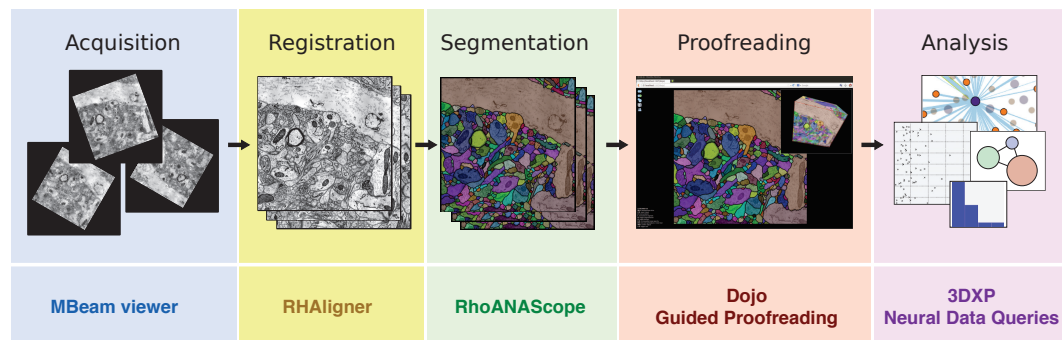 Acquisition
Registration
Segmentation
Proofreading
Analysis
MBeam viewer
RHAligner
RhoANAScope
Dojo
Guided Proofreading
3DXP
Neural Data Queries